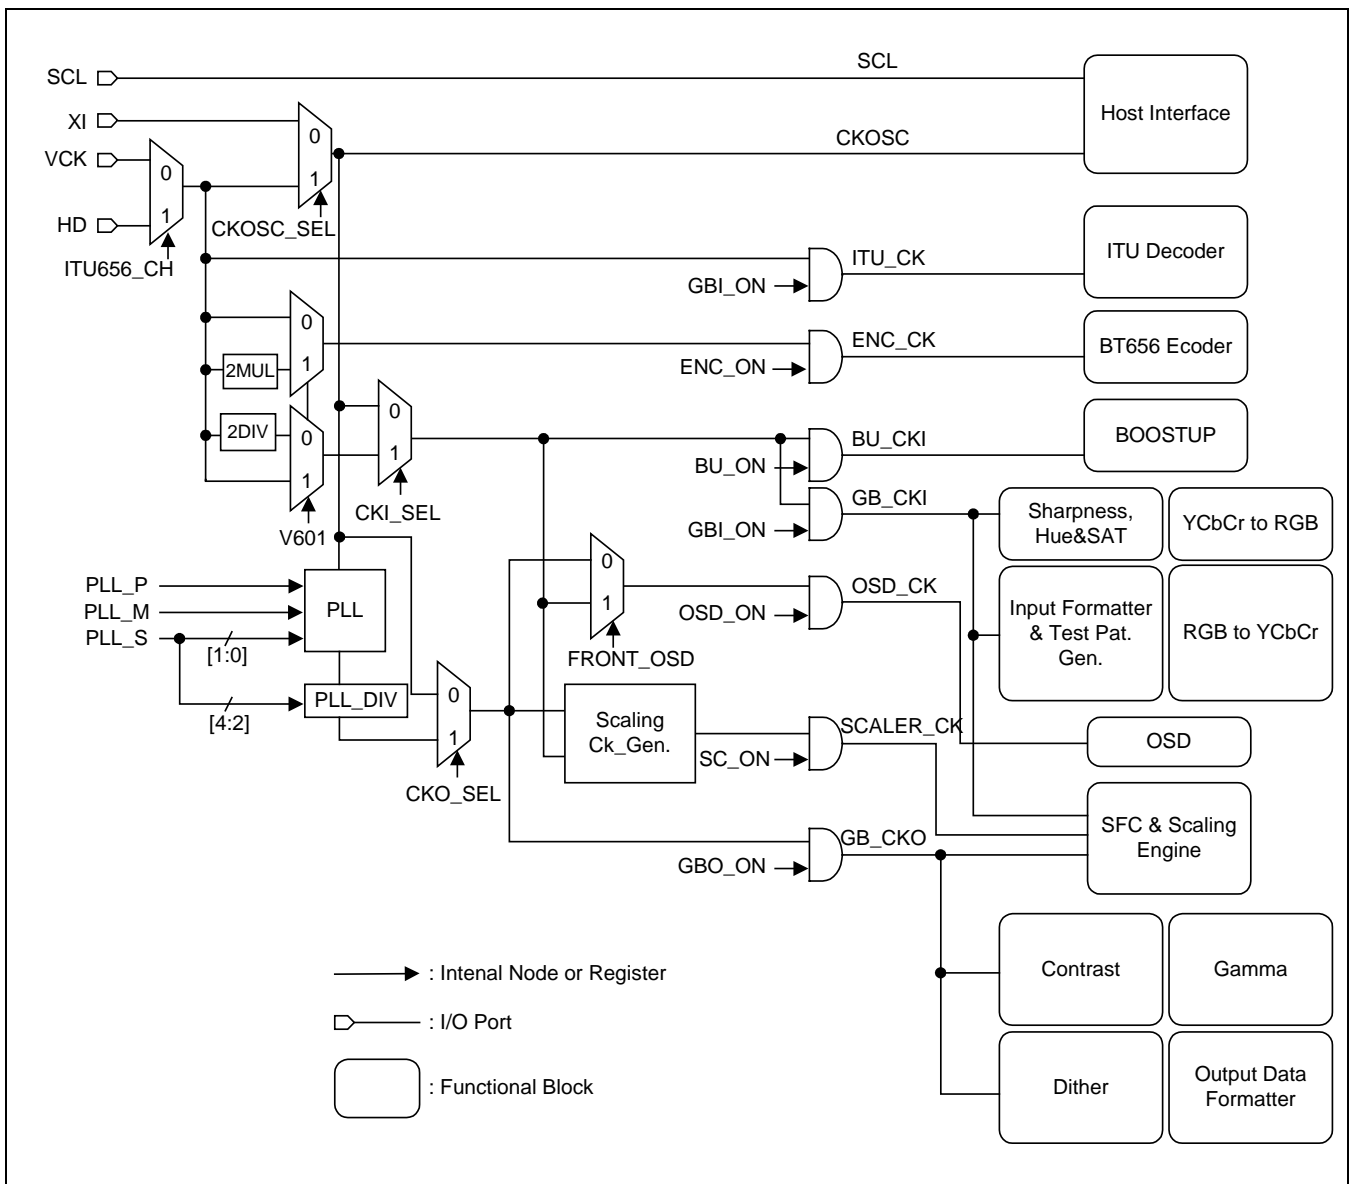 SCL
SCL
Host Interface
XI
0
1
CKOSC
VCK
0
1
HD
CKOSC_SEL
ITU656_CH
ITU_CK
ITU Decoder
GBI_ON
0
1
2MUL
ENC_CK
BT656 Ecoder
ENC_ON
2DIV
0
1
0
1
BU_CKI
BOOSTUP
BU_ON
CKI_SEL
V601
GB_CKI
GBI_ON
Sharpness,
Hue&SAT
YCbCr to RGB
PLL_P
PLL_M
PLL_S
[1:0]
PLL
0
1
FRONT_OSD
OSD_CK
OSD_ON
Input Formatter
& Test Pat.
Gen.
RGB to YCbCr
[4:2]
PLL_DIV
0
1
CKO_SEL
Scaling
Ck_Gen.
SCALER_CK
SC_ON
OSD
GB_CKO
GBO_ON
SFC & Scaling
Engine
Contrast
Gamma
Dither
Output Data
Formatter
: Intenal Node or Register
: I/O Port
: Functional Block